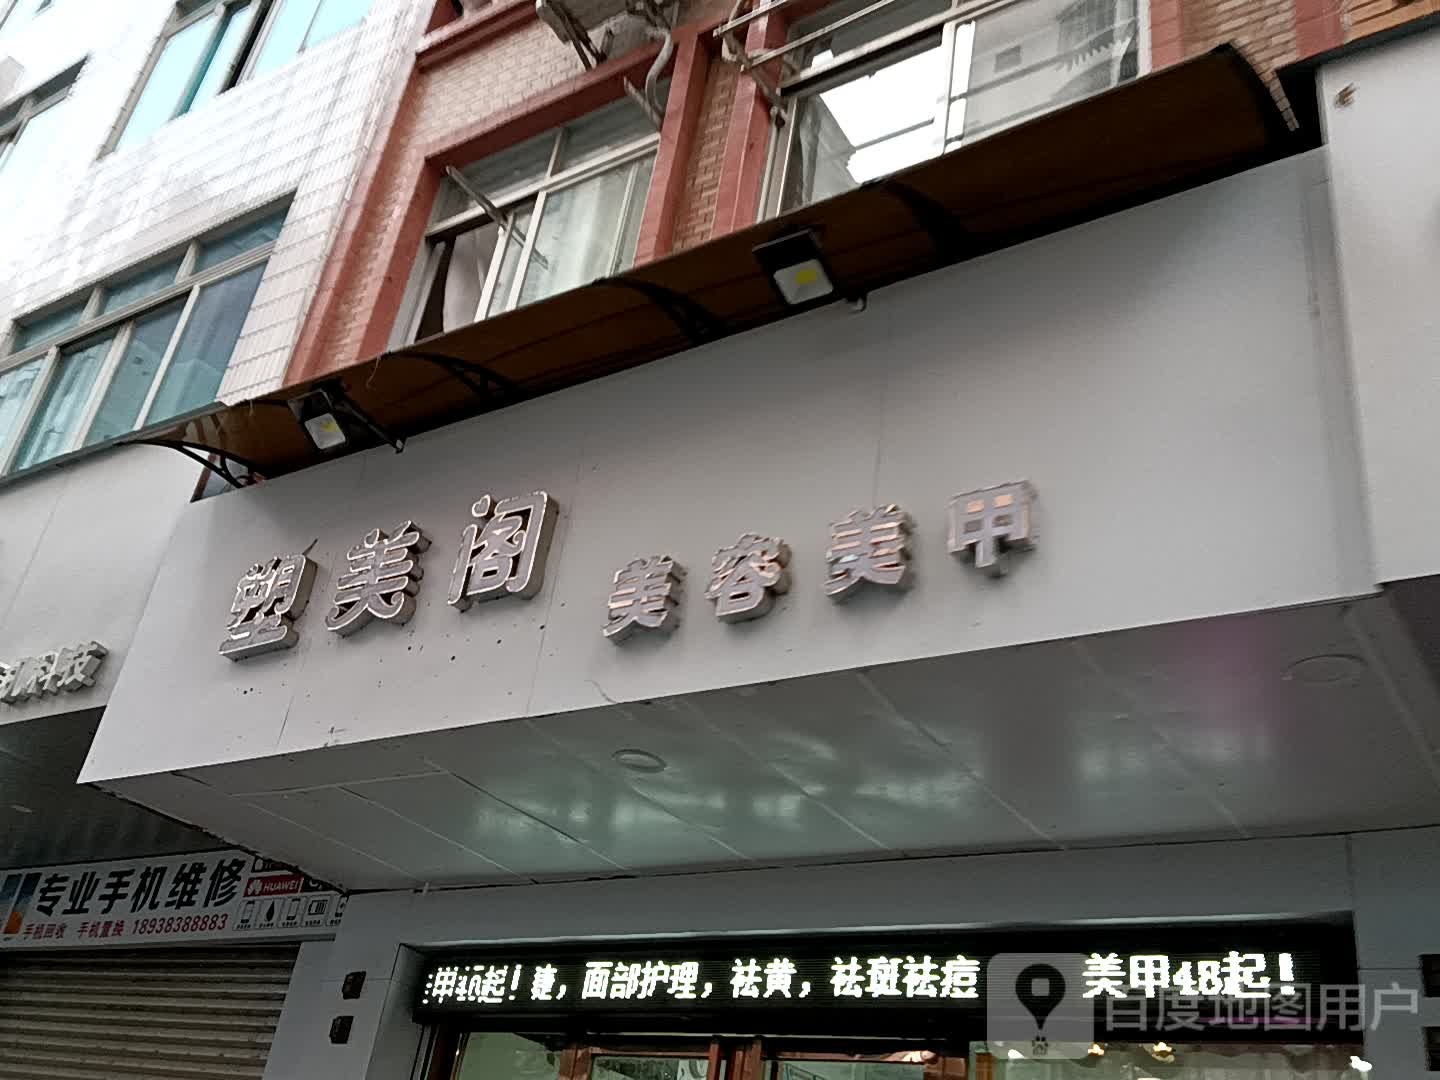 塑美阁 美容美甲
科技
专业手机维修
HUAWEI
手机回收 手机置换 18938388883
面部护理，祛黄，祛斑祛痘 美甲48起！
百度地图用户